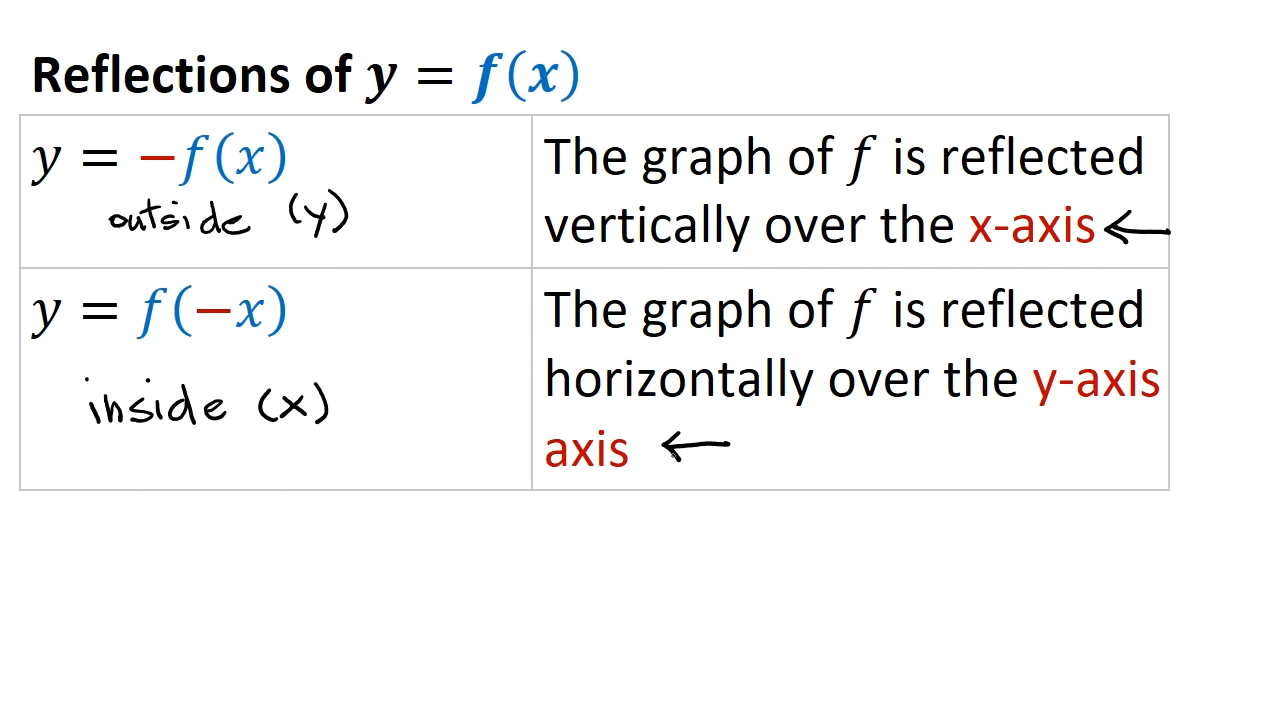 Reflections of y = f(x)
y = −f(x)
outside (y)
The graph of f is reflected
vertically over the x-axis
y = f(−x)
inside (x)
The graph of f is reflected
horizontally over the y-axis
axis